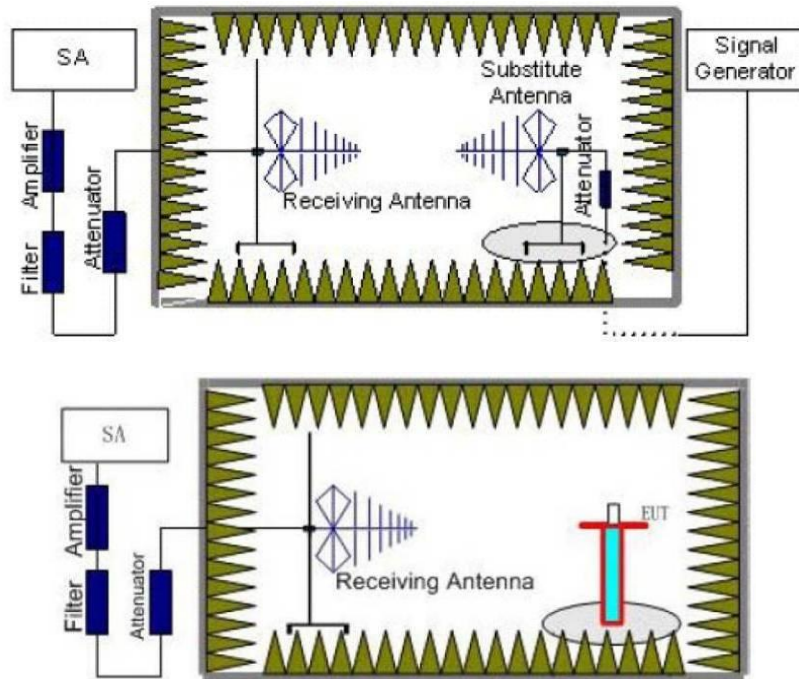 SA
Signal
Generator
Substitute
Antenna
Amplifier
Attenuator
Attenuator
Receiving Antenna
Filter
SA
Amplifier
EUT
Receiving Antenna
Filter
Attenuator